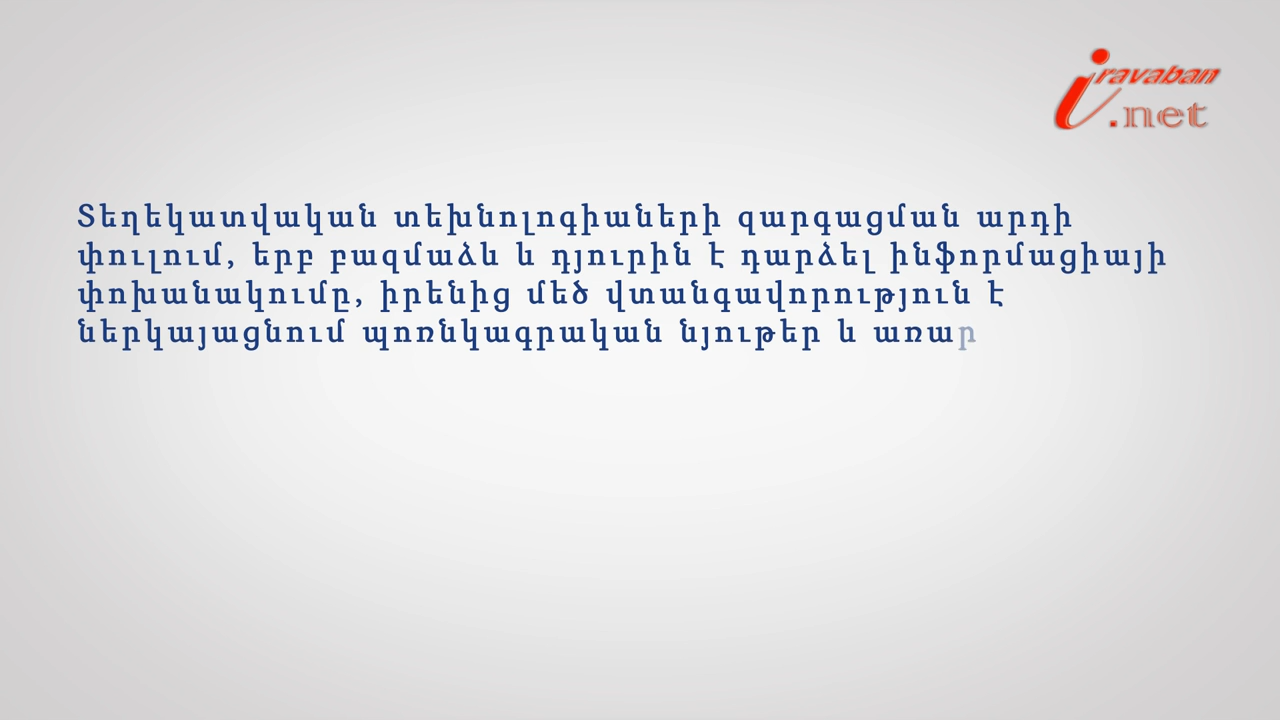 iravaban
.net
Տեղեկատվական տեխնոլոգիաների զարգացման արդի
փուլում, երբ բազմաձև և դյուրին է դարձել ինֆորմացիայի
փոխանակումը, իրենից մեծ վտանգավորություն է
ներկայացնում պոռնկագրական նյութեր և առար